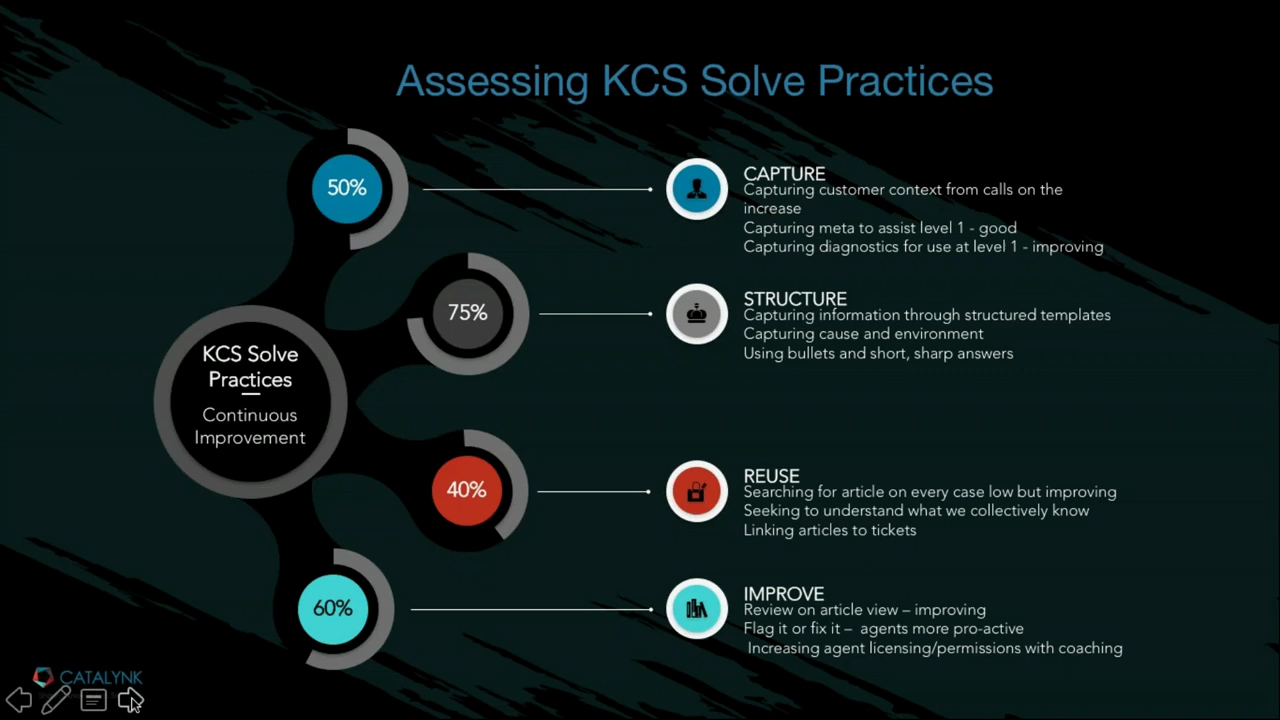 Assessing KCS Solve Practices
50%
CAPTURE
Capturing customer context from calls on the
increase
Capturing meta to assist level 1 - good
Capturing diagnostics for use at level 1 - improving
75%
STRUCTURE
Capturing information through structured templates
Capturing cause and environment
Using bullets and short, sharp answers
KCS Solve
Practices
Continuous
Improvement
40%
REUSE
Searching for article on every case low but improving
Seeking to understand what we collectively know
Linking articles to tickets
60%
IMPROVE
Review on article view – improving
Flag it or fix it – agents more pro-active
Increasing agent licensing/permissions with coaching
CATALYNK